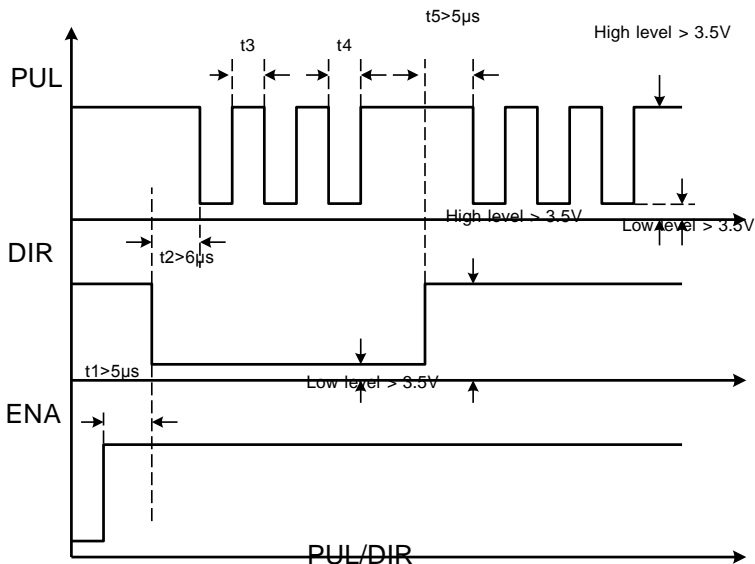 t5>5µs
High level > 3.5V
t3
t4
PUL
High level > 3.5V
Low level > 3.5V
DIR
t2>6µs
t1>5µs
Low level > 3.5V
ENA
PUL/DIR